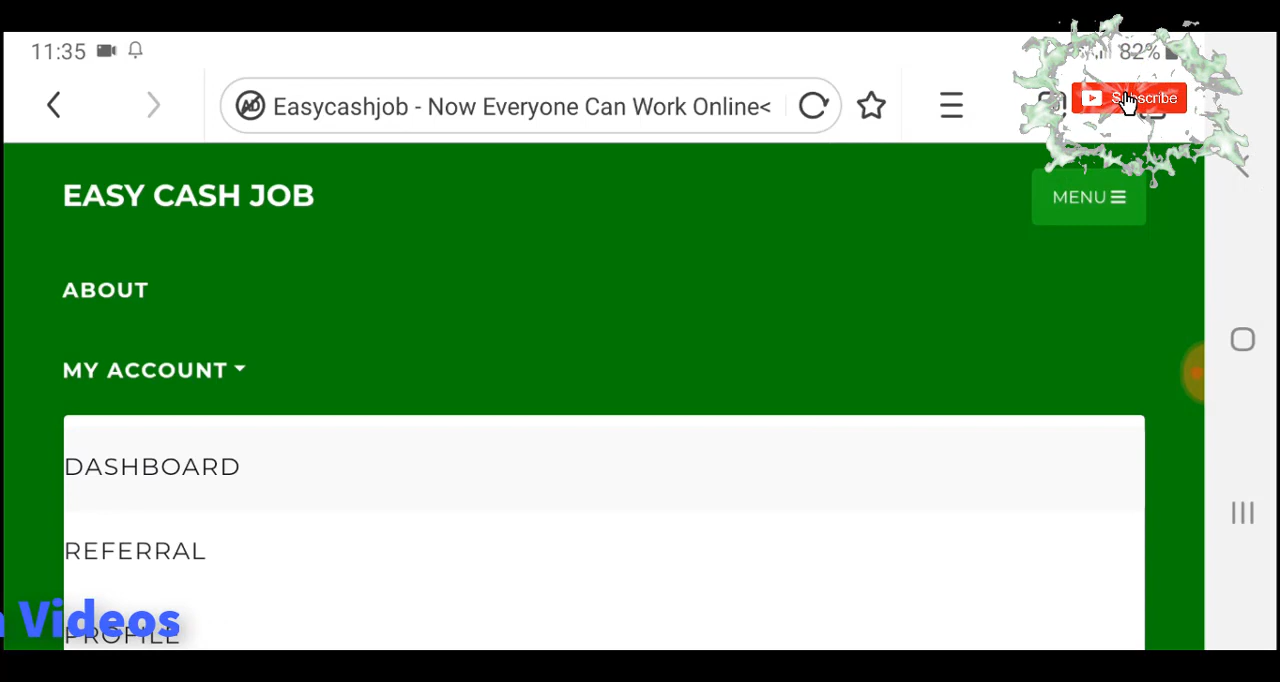 11:35
82%
Easycashjob - Now Everyone Can Work Online<
Subscribe
EASY CASH JOB
MENU
ABOUT
MY ACCOUNT
DASHBOARD
REFERRAL
Videos
PROFILE